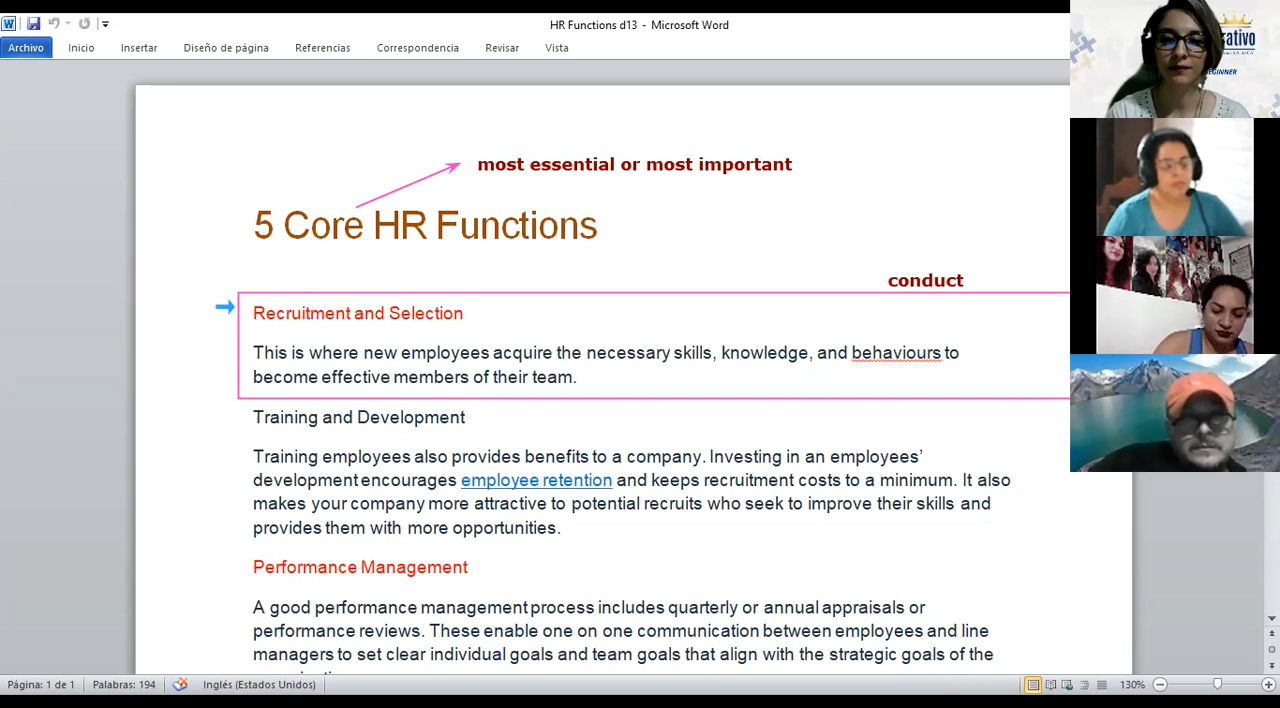 HR Functions d13 - Microsoft Word
Archivo Inicio Insertar Diseño de página Referencias Correspondencia Revisar Vista
most essential or most important
5 Core HR Functions
conduct
Recruitment and Selection
This is where new employees acquire the necessary skills, knowledge, and behaviours to
become effective members of their team.
Training and Development
Training employees also provides benefits to a company. Investing in an employees’
development encourages employee retention and keeps recruitment costs to a minimum. It also
makes your company more attractive to potential recruits who seek to improve their skills and
provides them with more opportunities.
Performance Management
A good performance management process includes quarterly or annual appraisals or
performance reviews. These enable one on one communication between employees and line
managers to set clear individual goals and team goals that align with the strategic goals of the
Página: 1 de 1 Palabras: 194 Inglés (Estados Unidos) 130%